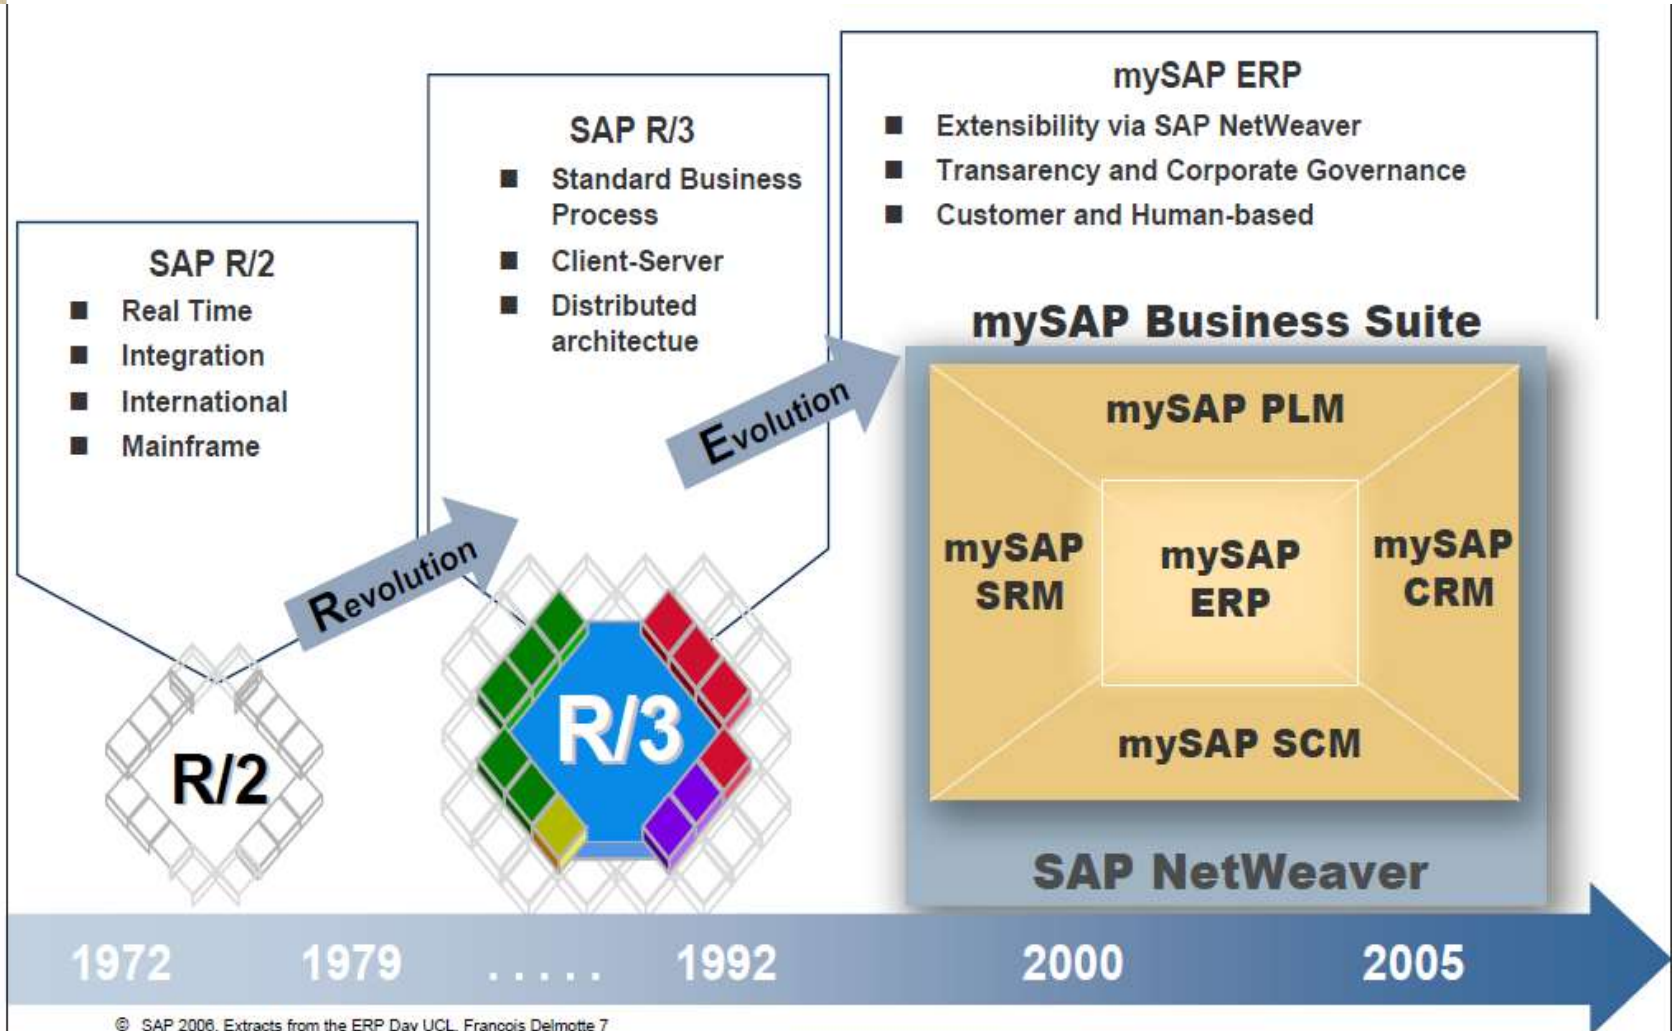 SAP R/2
■ Real Time
■ Integration
■ International
■ Mainframe
Revolution
R/2
SAP R/3
■ Standard Business
Process
■ Client-Server
■ Distributed
architectue
Evolution
R/3
mySAP ERP
■ Extensibility via SAP NetWeaver
■ Transarency and Corporate Governance
■ Customer and Human-based
mySAP Business Suite
mySAP PLM
mySAP
SRM
mySAP
ERP
mySAP
CRM
mySAP SCM
SAP NetWeaver
1972 1979 . . . . . 1992 2000 2005
© SAP 2006, Extracts from the ERP Day UCL, Francois Delmotte 7